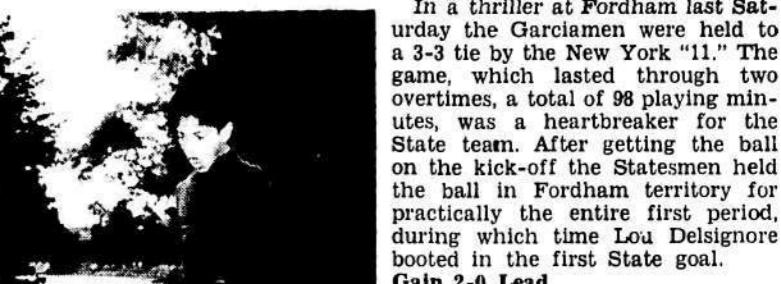 In a thriller at Fordham last Sat-
urday the Garciamen were held to
a 3-3 tie by the New York "11." The
game, which lasted through two
overtimes, a total of 98 playing min-
utes, was a heartbreaker for the
State team. After getting the ball
on the kick-off the Statesmen held
the ball in Fordham territory for
practically the entire first period,
during which time Lou Delsignore
booted in the first State goal.
Gain 2-0 Lead